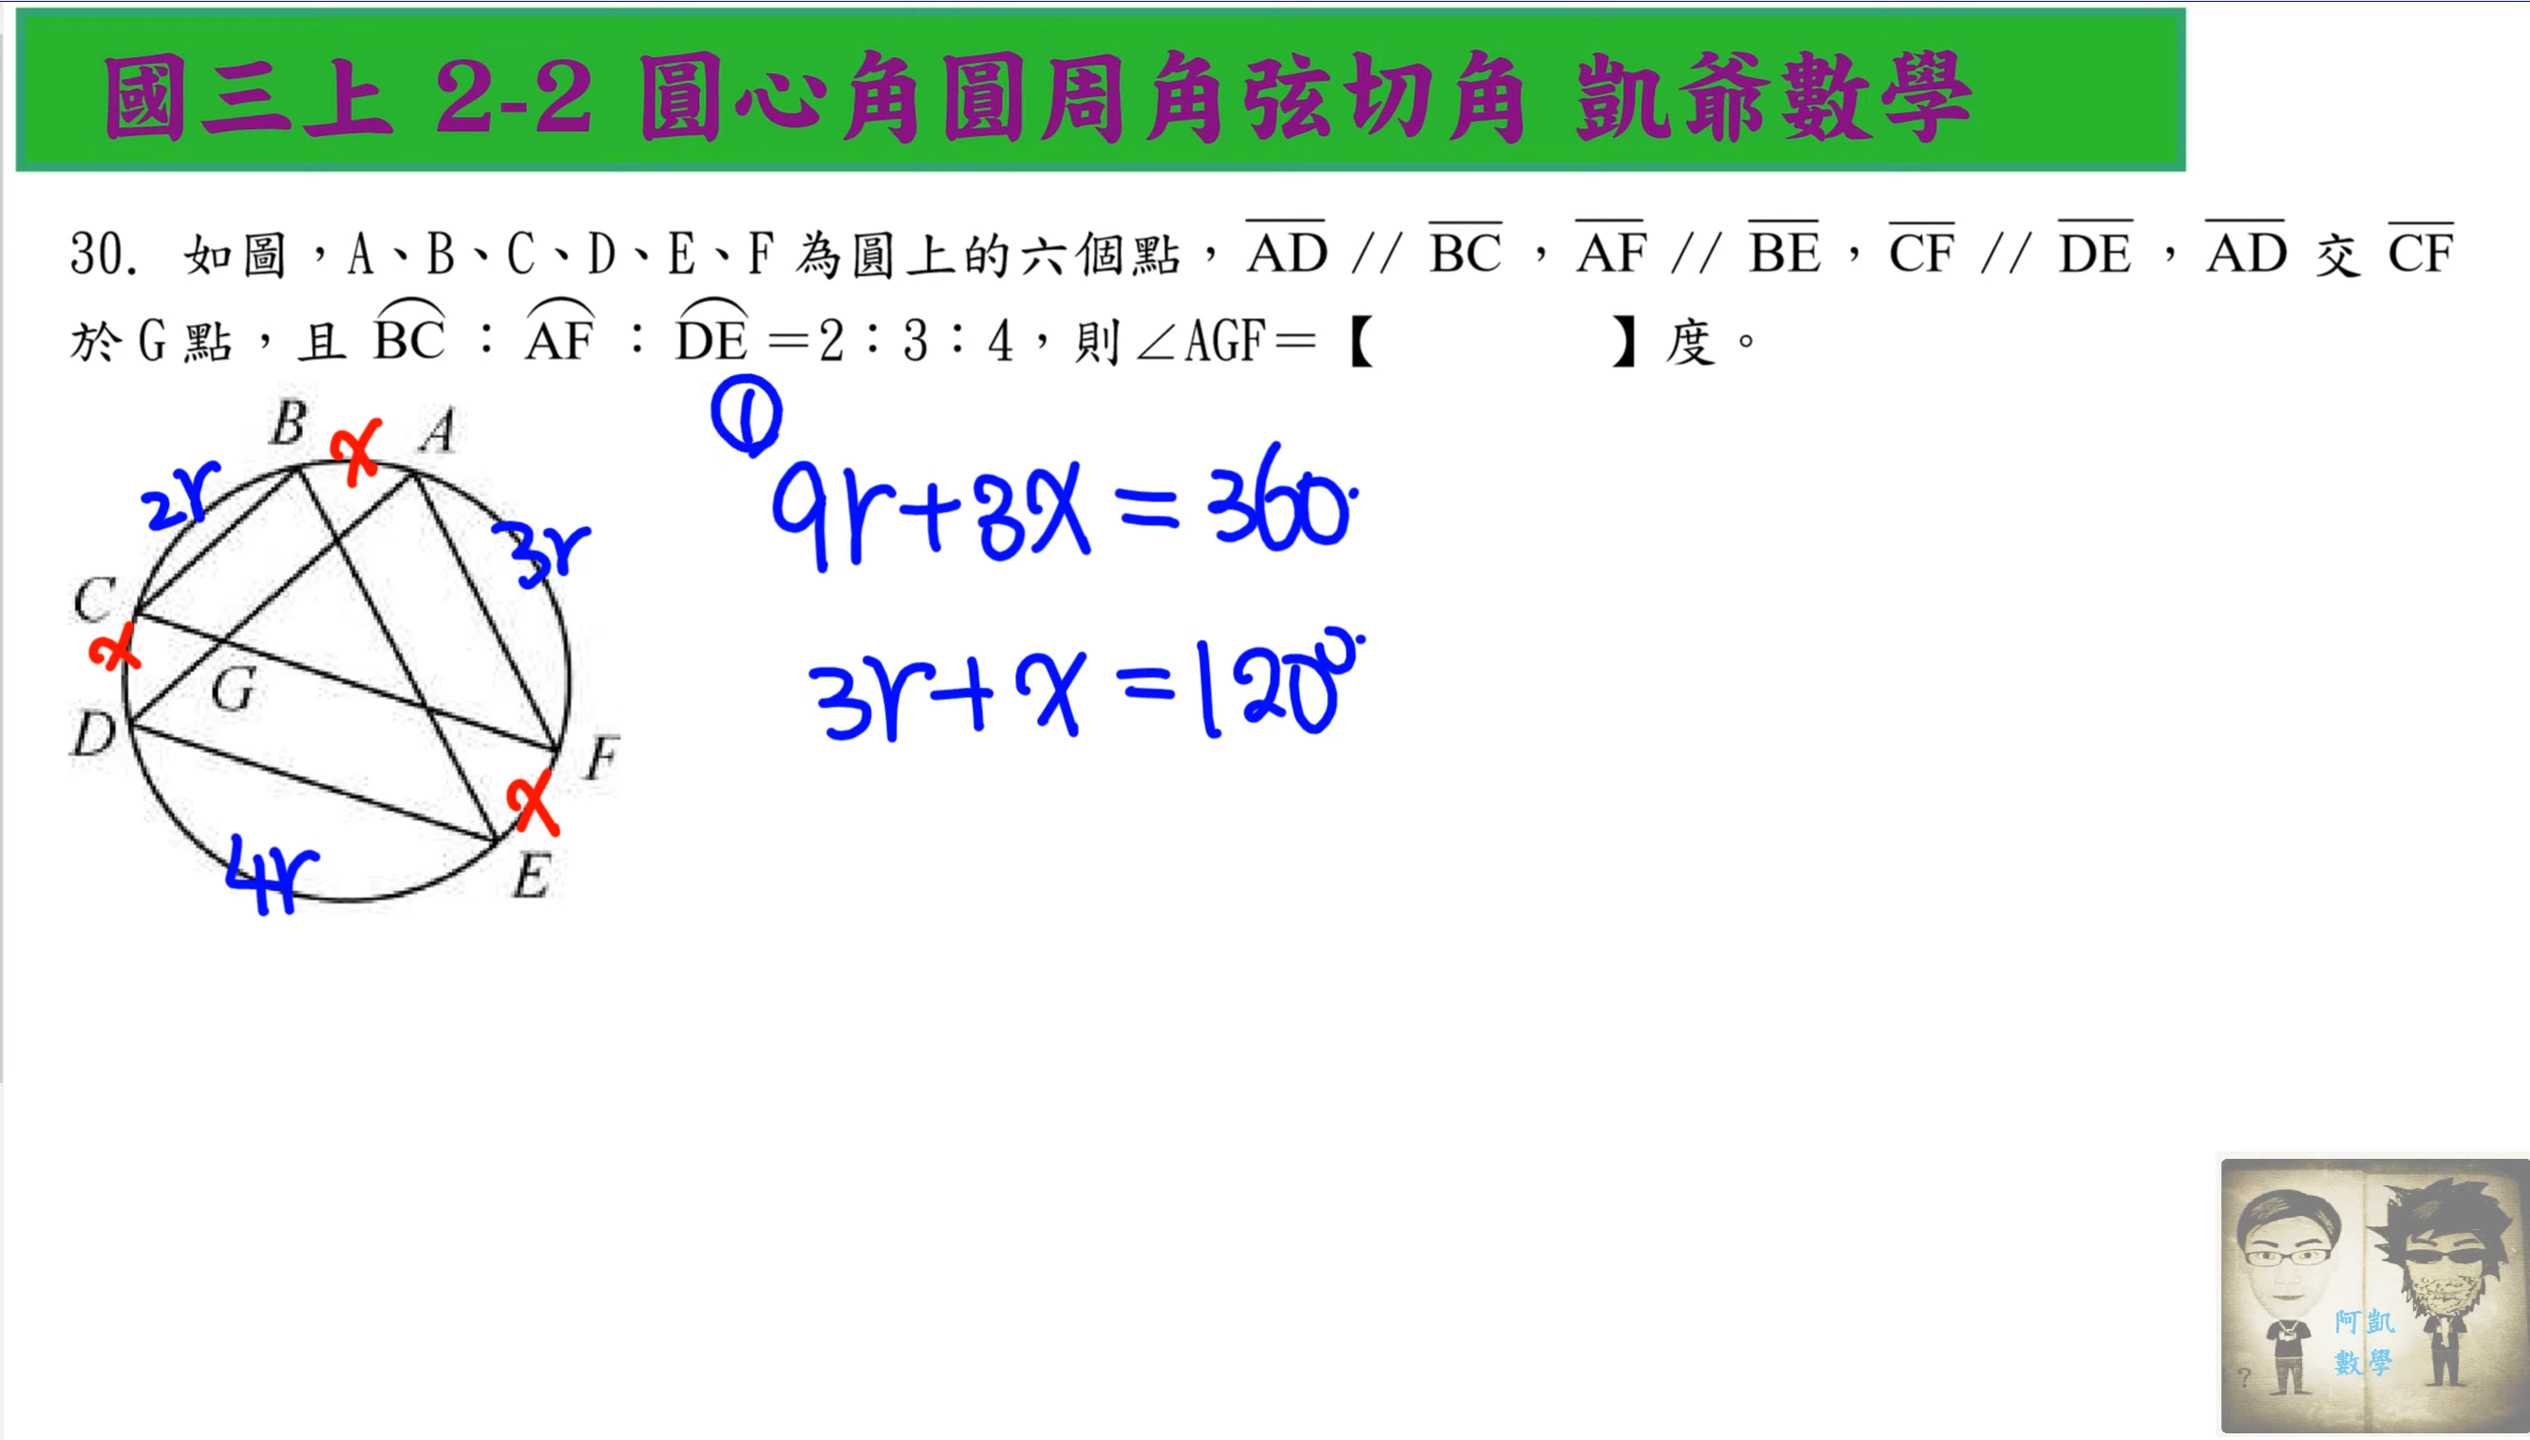 國三上 2-2 圓心角圓周角弦切角 凱爺數學
30. 如圖，A、B、C、D、E、F 為圓上的六個點，AD // BC，AF // BE，CF // DE，AD 交 CF
於 G 點，且 BC：AF：DE＝2：3：4，則∠AGF＝【 】度。
①
9r+3x=360°
3r+x=120°
B
x
A
2r
3r
C
x
G
D
F
x
E
4r
阿凱
數學
?